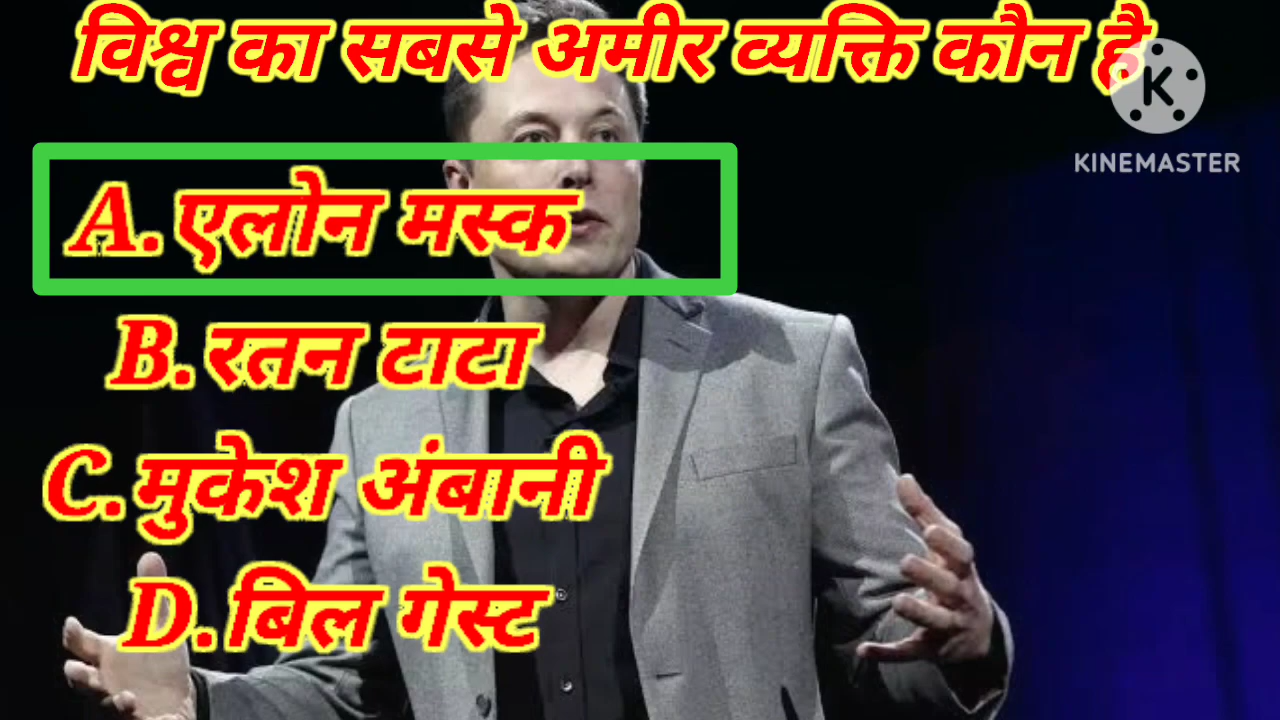 विश्व का सबसे अमीर व्यक्ति कौन है
K
KINEMASTER
A. एलोन मस्क
B. रतन टाटा
C. मुकेश अंबानी
D. बिल गेस्ट